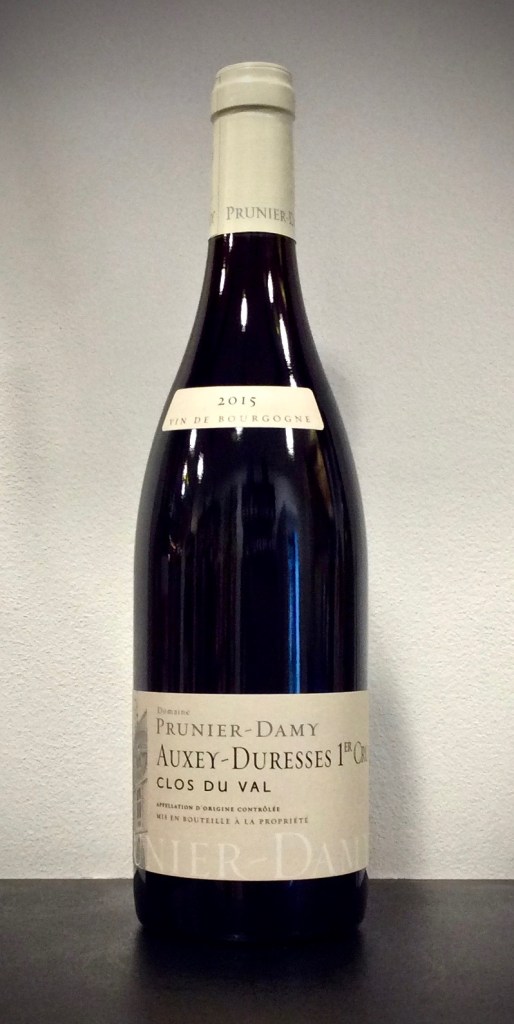 PRUNIER-D
2015
VIN DE BOURGOGNE
Domaine
PRUNIER-DAMY
AUXEY-DURESSES 1ER CRU
CLOS DU VAL
APPELLATION D'ORIGINE CONTRÔLÉE
MIS EN BOUTEILLE À LA PROPRIÉTÉ
UNIER-DAMY